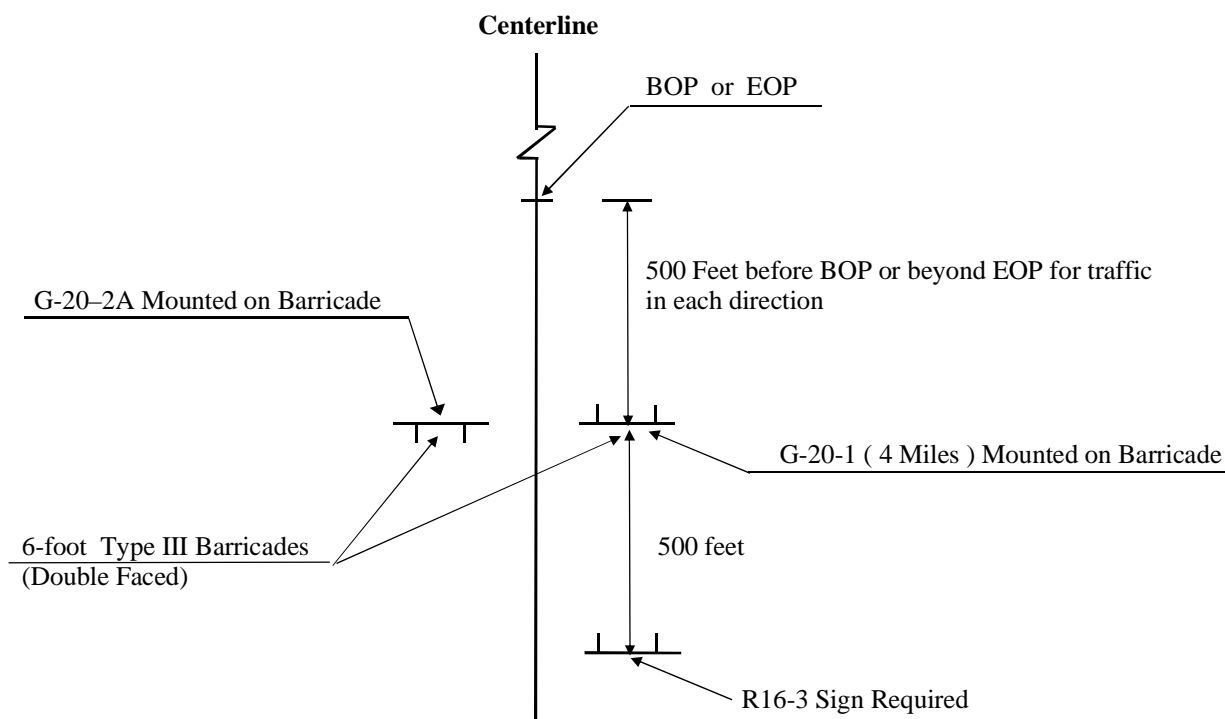 Centerline
BOP or EOP
500 Feet before BOP or beyond EOP for traffic
in each direction
G-20–2A Mounted on Barricade
G-20-1 ( 4 Miles ) Mounted on Barricade
6-foot Type III Barricades
(Double Faced)
500 feet
R16-3 Sign Required